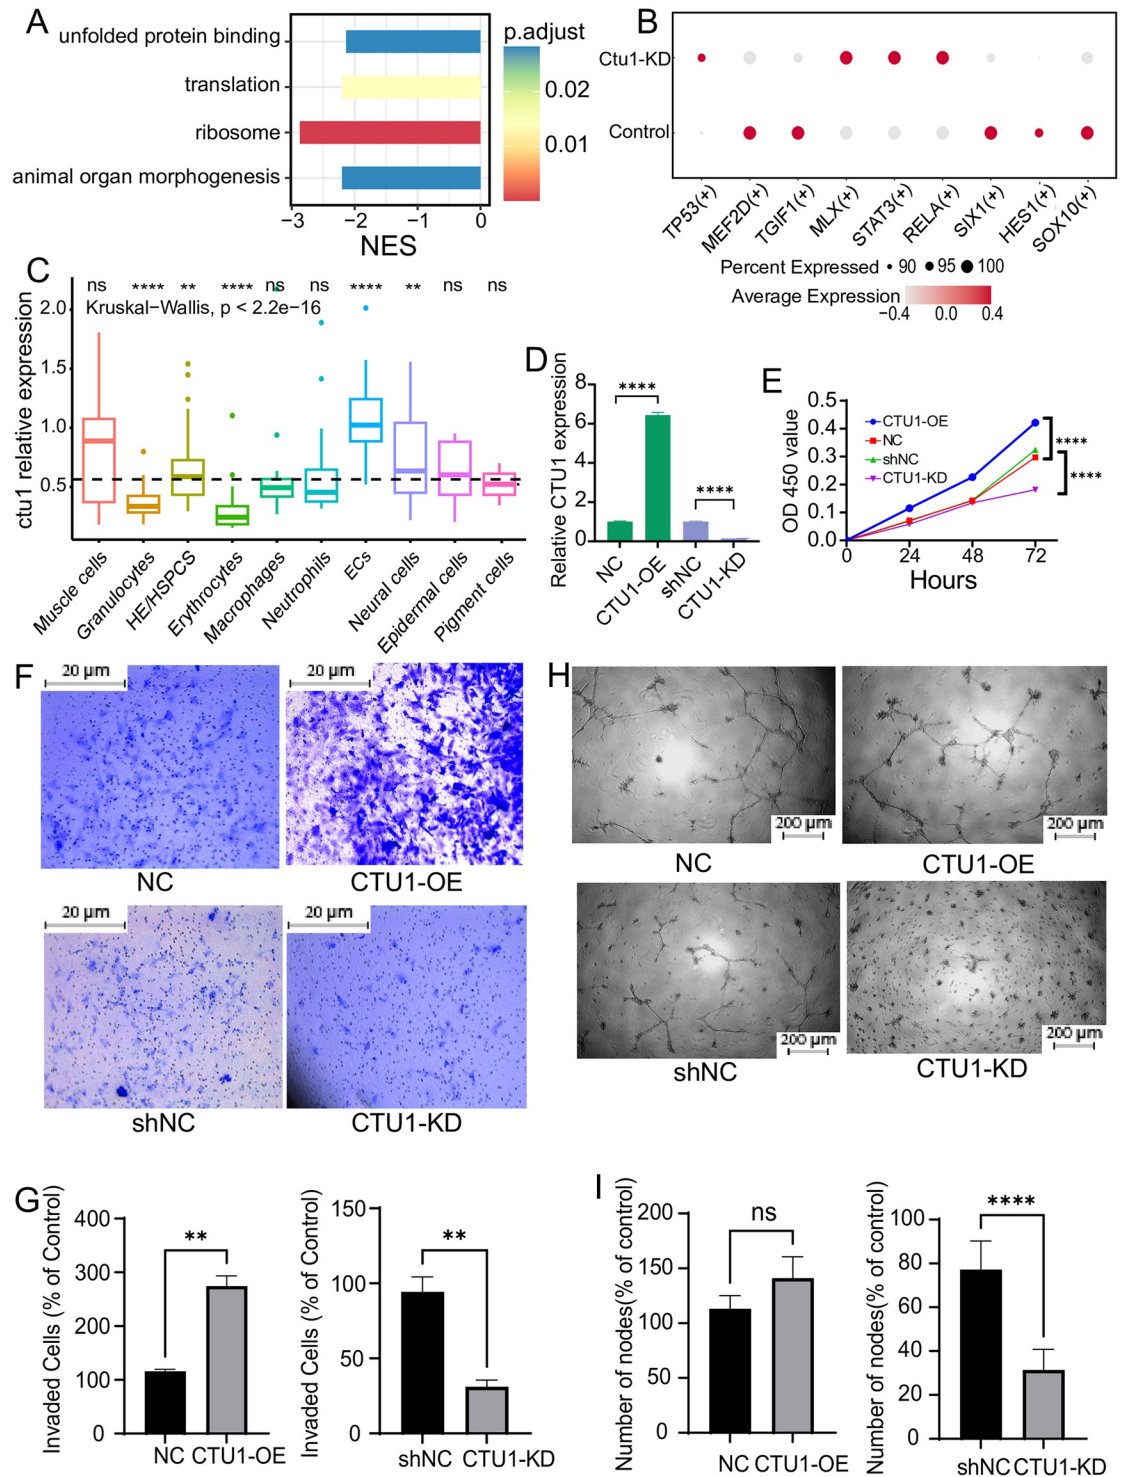 A
unfolded protein binding
translation
ribosome
animal organ morphogenesis
−3 −2 −1 0
NES
p.adjust
0.02
0.01
B
Ctu1-KD
Control
TP53(+) MEF2D(+) TGIF1(+) MLX(+) STAT3(+) RELA(+) SIX1(+) HES1(+) SOX10(+)
Percent Expressed 90 95 100
Average Expression
−0.4 0.0 0.4
C
ns **** ** **** ns ns **** ** ns ns
Kruskal−Wallis, p < 2.2e−16
ctu1 relative expression
2.0
1.5
1.0
0.5
Muscle cells Granulocytes HE/HSPCS Erythrocytes Macrophages Neutrophils ECs Neural cells Epidermal cells Pigment cells
D
Relative CTU1 expression
8
6
4
2
0
****
****
NC CTU1-OE shNC CTU1-KD
E
OD 450 value
0.5
0.4
0.3
0.2
0.1
0.0
CTU1-OE
NC
shNC
CTU1-KD
****
****
0 24 48 72
Hours
F
20 µm
20 µm
NC
CTU1-OE
20 µm
20 µm
shNC
CTU1-KD
H
200 µm
200 µm
NC
CTU1-OE
200 µm
200 µm
shNC
CTU1-KD
G
Invaded Cells (% of Control)
400
300
200
100
0
**
NC CTU1-OE
Invaded Cells (% of Control)
150
100
50
0
**
shNC CTU1-KD
I
Number of nodes(% of control)
200
150
100
50
0
ns
NC CTU1-OE
Number of nodes(% of control)
100
80
60
40
20
0
****
shNC CTU1-KD